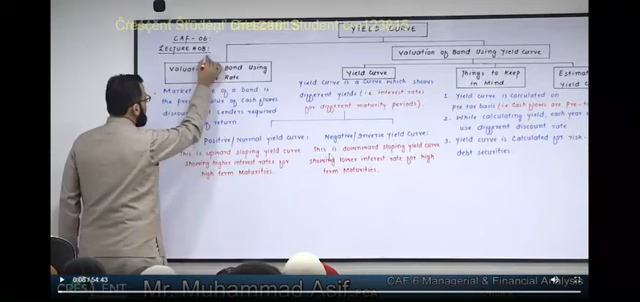 Crescent Student
YIELD CURVE
CAF-06:
Lecture #08:
Valuation of Bond Using Yield Curve
Bond Using
Rate
Yield Curve
Things to Keep
in Mind
Market
of a Bond is
the
value of Cash flows
Lenders required
of return.
Yield Curve is a Curve which shows
different yields (i.e interest rates
for different maturity periods)
1. Yield curve is calculated on
Pre tax basis (i.e Cash flows are Pre-
2. While calculating yield, each year
use different discount rate
3. Yield curve is calculated for risk-
debt securities
Positive/Normal yield curve:
This is upward sloping yield curve
showing higher interest rates for
high Term maturities.
Negative/Inverse yield Curve:
This is downward sloping yield curve
showing lower interest rate for high
term Maturities.
0:06 / 54:43
CAF 6 Managerial & Financial Analysis
Mr. Muhammad Asif